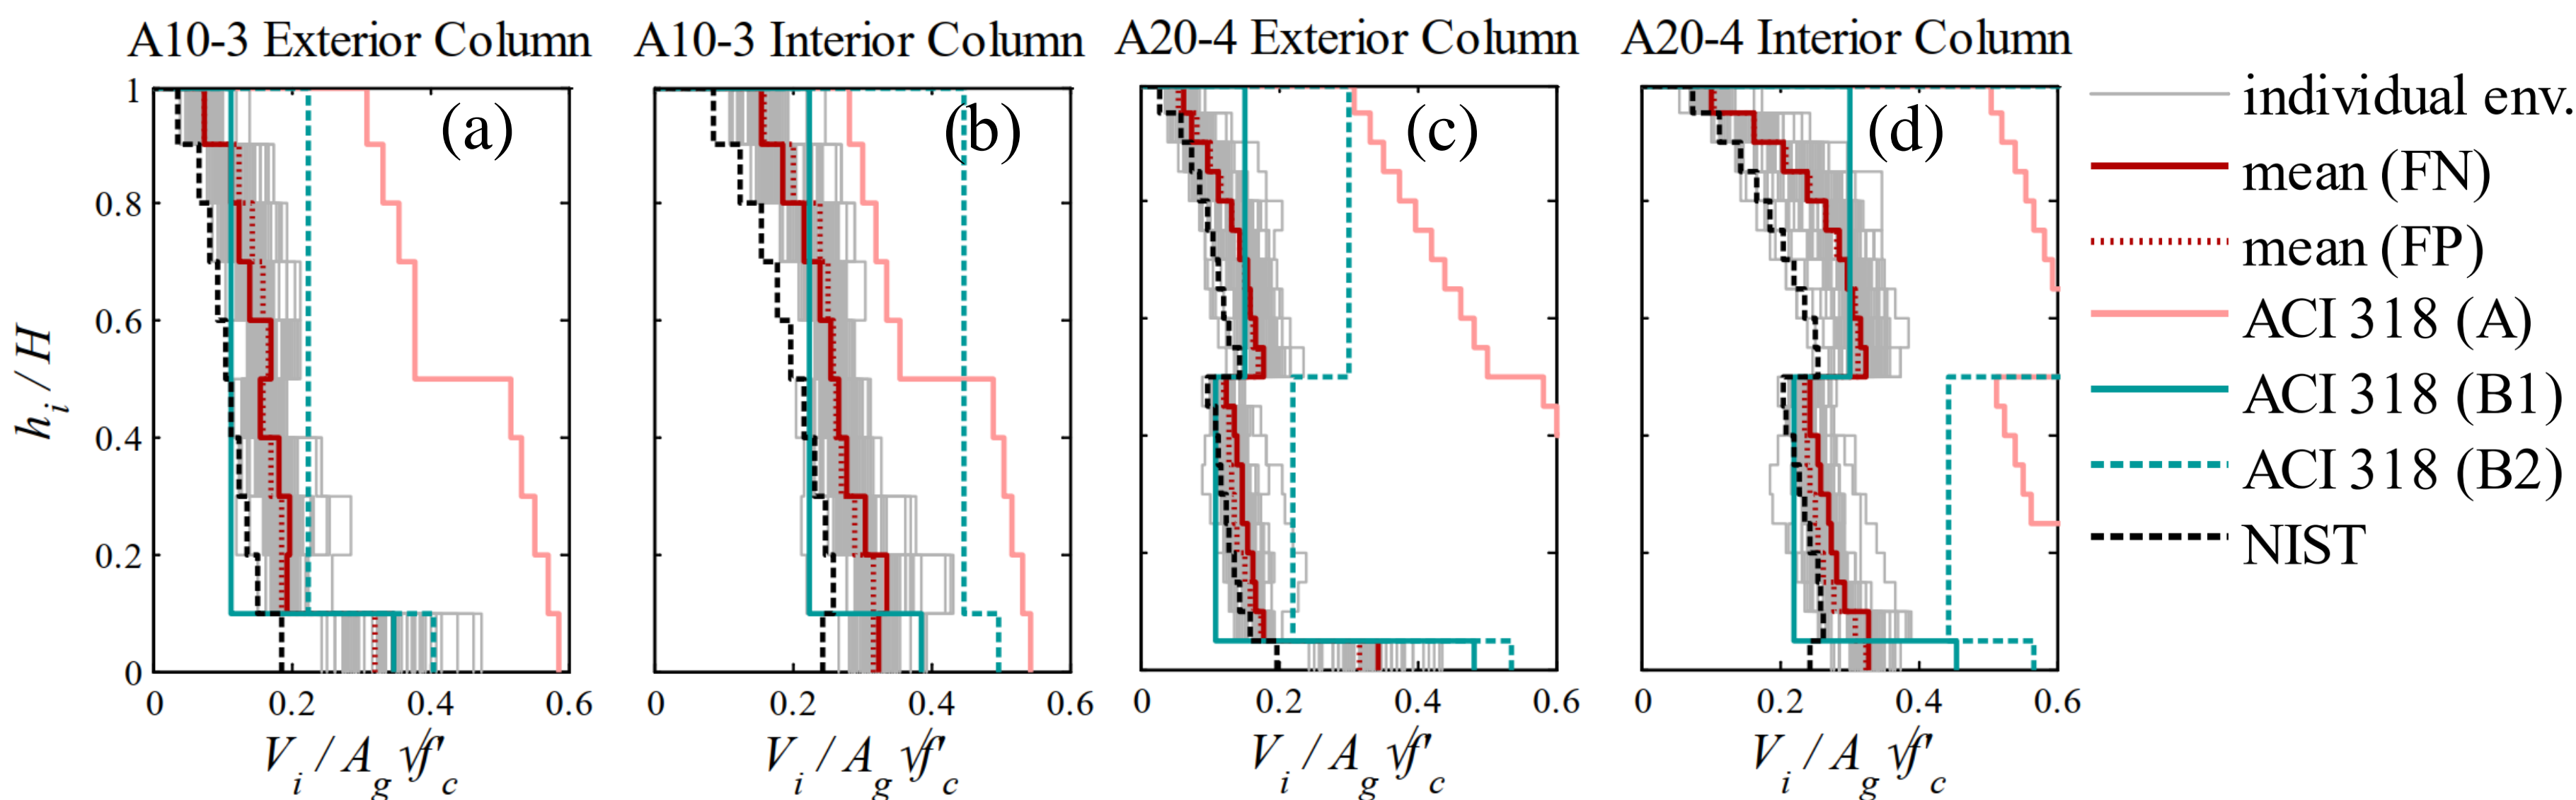 A10-3 Exterior Column
A10-3 Interior Column
A20-4 Exterior Column
A20-4 Interior Column
(a)
(b)
(c)
(d)
individual env.
mean (FN)
mean (FP)
ACI 318 (A)
ACI 318 (B1)
ACI 318 (B2)
NIST
h_i / H
1
0.8
0.6
0.4
0.2
0
0 0.2 0.4 0.6
0 0.2 0.4 0.6
0 0.2 0.4 0.6
0 0.2 0.4 0.6
V_i / A_g √f'_c
V_i / A_g √f'_c
V_i / A_g √f'_c
V_i / A_g √f'_c